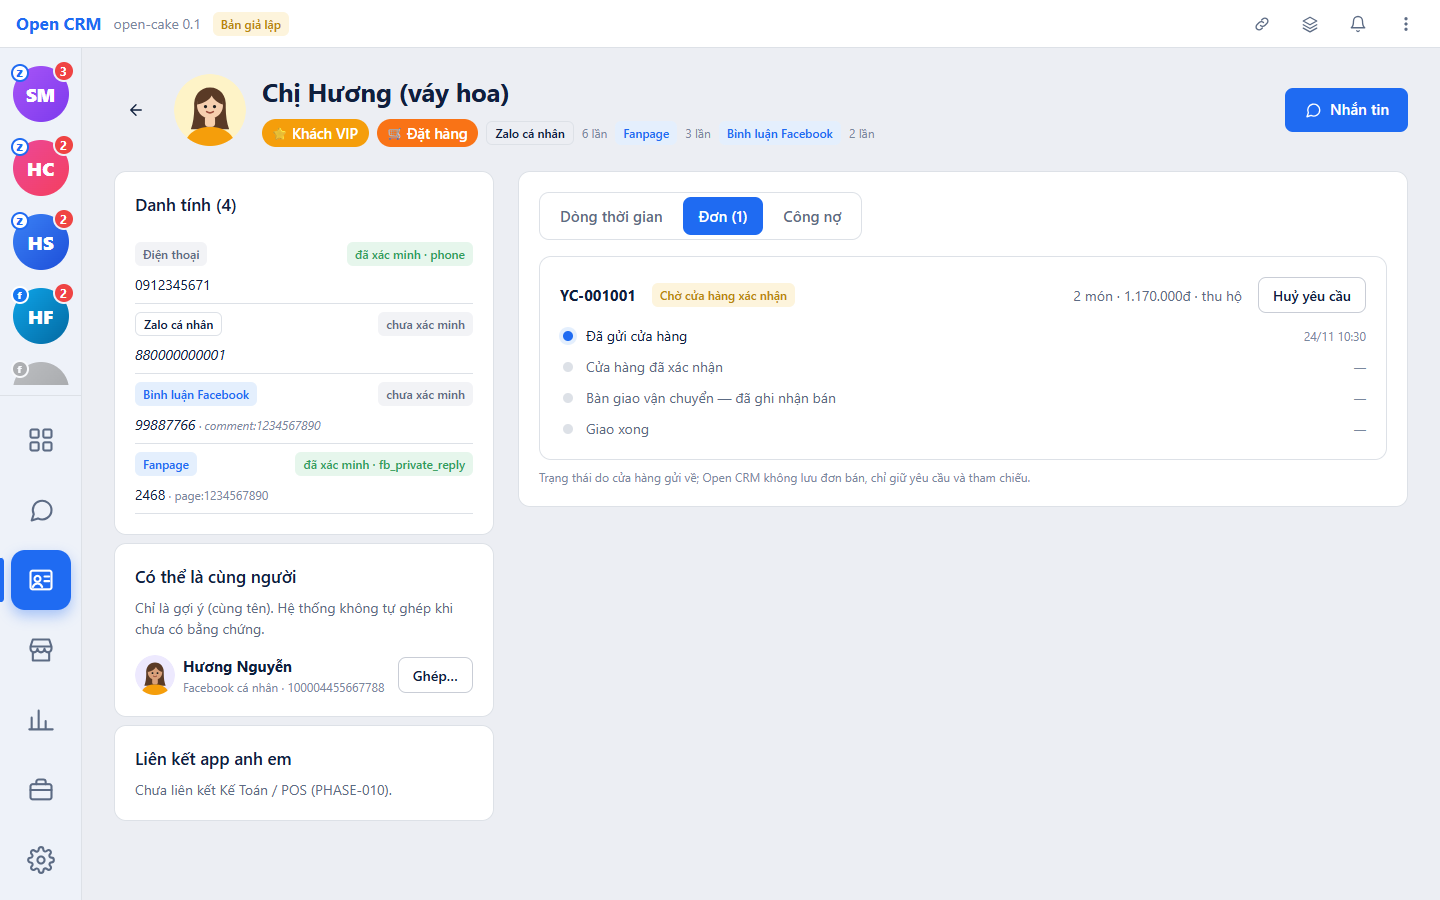 Open CRM open-cake 0.1 Bản giả lập
z 3
SM
z 2
HC
z 2
HS
f 2
HF
f
Chị Hương (váy hoa)
Khách VIP Đặt hàng Zalo cá nhân 6 lần Fanpage 3 lần Bình luận Facebook 2 lần
Nhắn tin
Danh tính (4)
Điện thoại đã xác minh · phone
0912345671
Zalo cá nhân chưa xác minh
880000000001
Bình luận Facebook chưa xác minh
99887766 · comment:1234567890
Fanpage đã xác minh · fb_private_reply
2468 · page:1234567890
Có thể là cùng người
Chỉ là gợi ý (cùng tên). Hệ thống không tự ghép khi
chưa có bằng chứng.
Hương Nguyễn
Facebook cá nhân · 100004455667788
Ghép...
Liên kết app anh em
Chưa liên kết Kế Toán / POS (PHASE-010).
Dòng thời gian Đơn (1) Công nợ
YC-001001 Chờ cửa hàng xác nhận 2 món · 1.170.000đ · thu hộ Huỷ yêu cầu
Đã gửi cửa hàng 24/11 10:30
Cửa hàng đã xác nhận —
Bàn giao vận chuyển — đã ghi nhận bán —
Giao xong —
Trạng thái do cửa hàng gửi về; Open CRM không lưu đơn bán, chỉ giữ yêu cầu và tham chiếu.